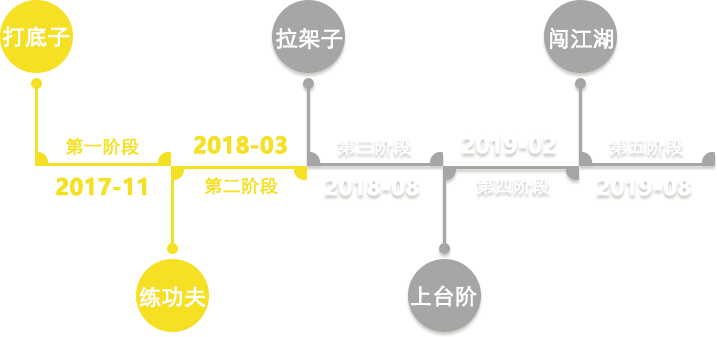 打底子
拉架子
闯江湖
第一阶段
2018-03
第三阶段
2019-02
第五阶段
2017-11
第二阶段
2018-08
第四阶段
2019-08
练功夫
上台阶